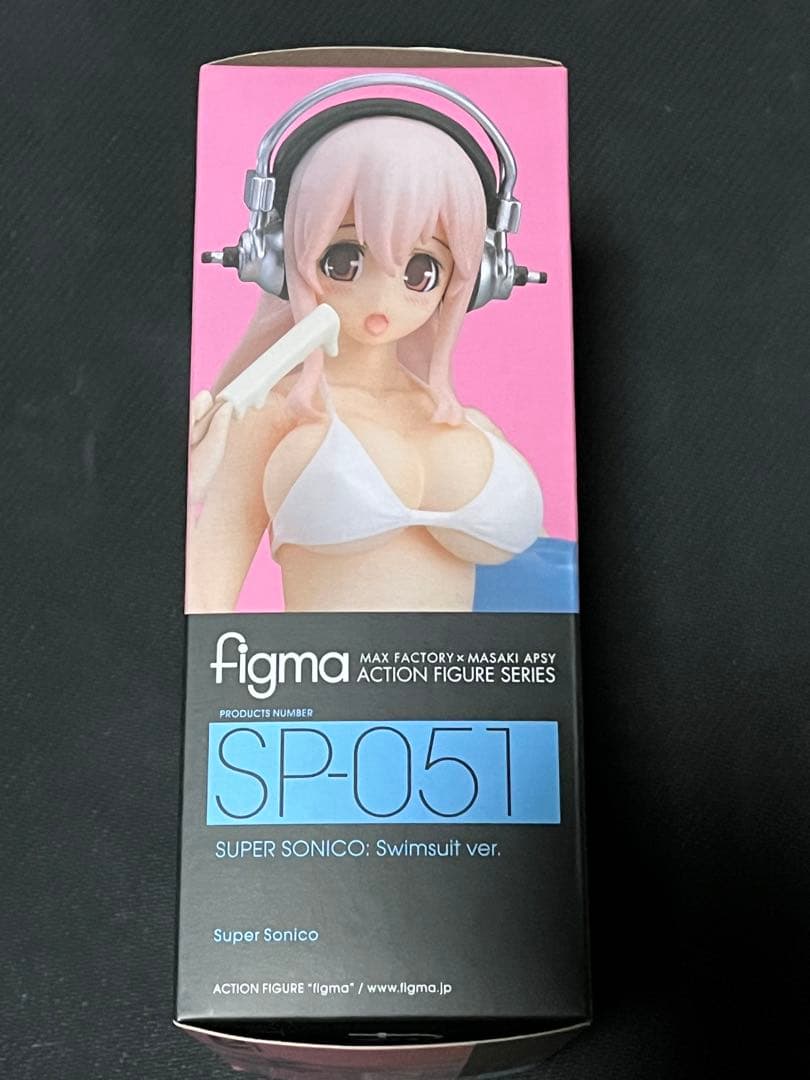 figma
MAX FACTORY × MASAKI APSY
ACTION FIGURE SERIES
PRODUCTS NUMBER
SP-051
SUPER SONICO: Swimsuit ver.
Super Sonico
ACTION FIGURE "figma" / www.figma.jp